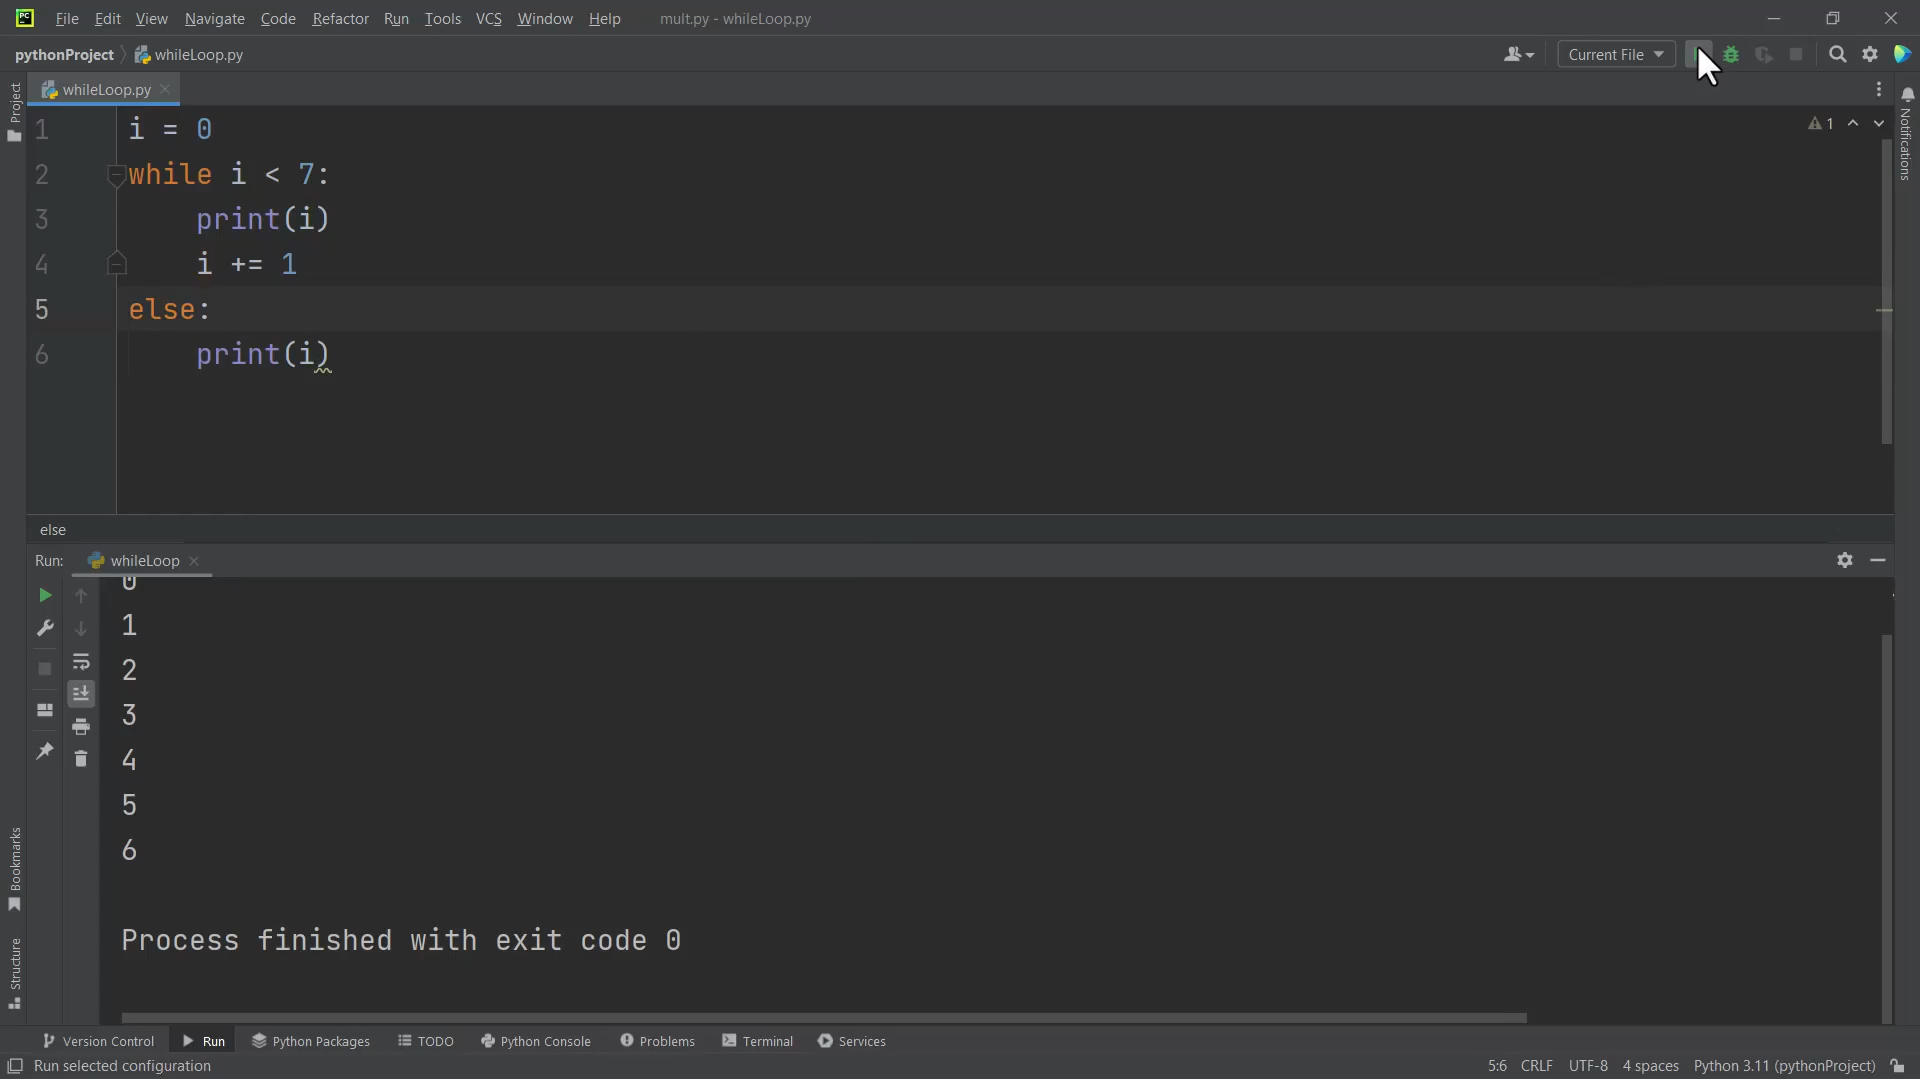 PC File Edit View Navigate Code Refactor Run Tools VCS Window Help mult.py - whileLoop.py
pythonProject whileLoop.py Current File
Project
whileLoop.py
Notifications
1 i = 0
1
2 while i < 7:
3 print(i)
4 i += 1
5 else:
6 print(i)
else
Run: whileLoop
0
1
2
3
4
5
6
Process finished with exit code 0
Bookmarks
Structure
Version Control Run Python Packages TODO Python Console Problems Terminal Services
Run selected configuration 5:6 CRLF UTF-8 4 spaces Python 3.11 (pythonProject)